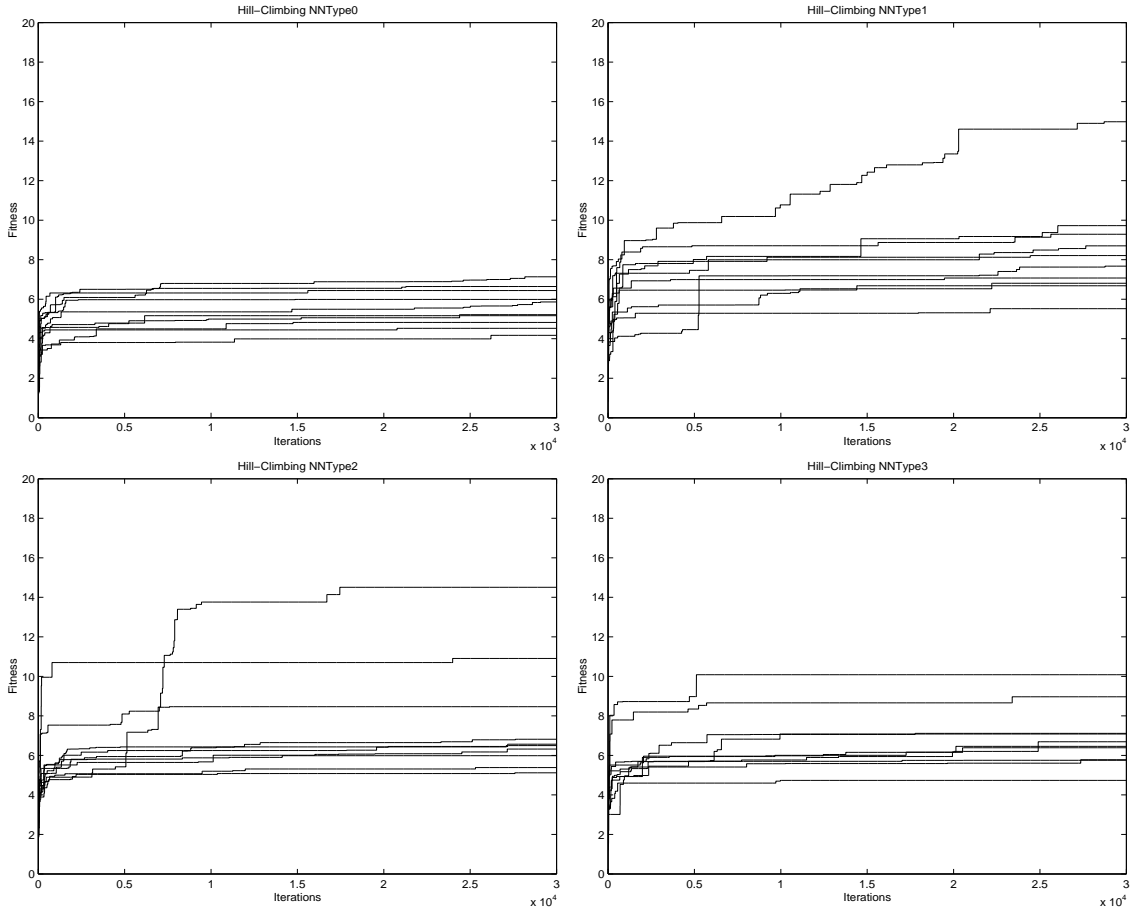 Hill−Climbing NNType0
20
18
16
14
12
10
8
6
4
2
0
Fitness
0 0.5 1 1.5 2 2.5 3
Iterations
x 10^4
Hill−Climbing NNType1
20
18
16
14
12
10
8
6
4
2
0
Fitness
0 0.5 1 1.5 2 2.5 3
Iterations
x 10^4
Hill−Climbing NNType2
20
18
16
14
12
10
8
6
4
2
0
Fitness
0 0.5 1 1.5 2 2.5 3
Iterations
x 10^4
Hill−Climbing NNType3
20
18
16
14
12
10
8
6
4
2
0
Fitness
0 0.5 1 1.5 2 2.5 3
Iterations
x 10^4